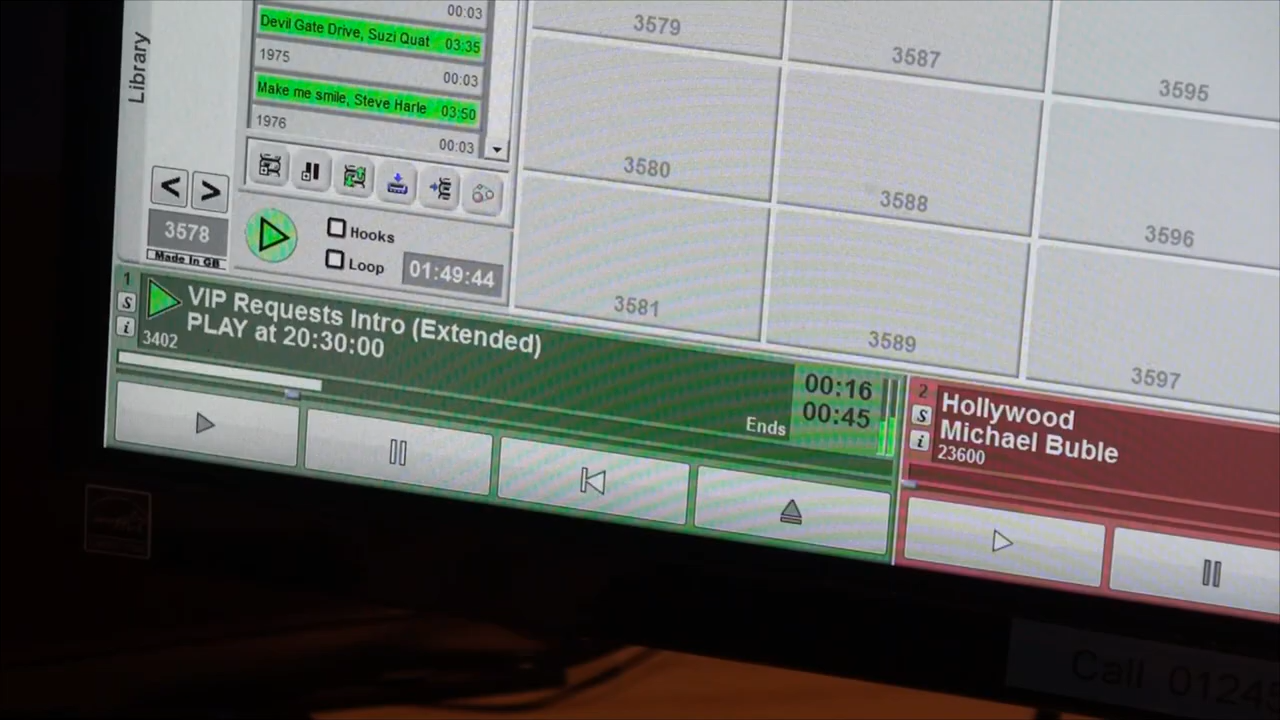 Library
00:03
Devil Gate Drive, Suzi Quat 03:35
1975
00:03
Make me smile, Steve Harle 03:50
1976
00:03
< >
3578
Made In GB
Hooks
Loop
01:49:44
3579
3587
3595
3580
3588
3596
3581
3589
3597
1
S
i
VIP Requests Intro (Extended)
PLAY at 20:30:00
3402
00:16
Ends 00:45
2
S
i
Hollywood
Michael Buble
23600
Call 01245